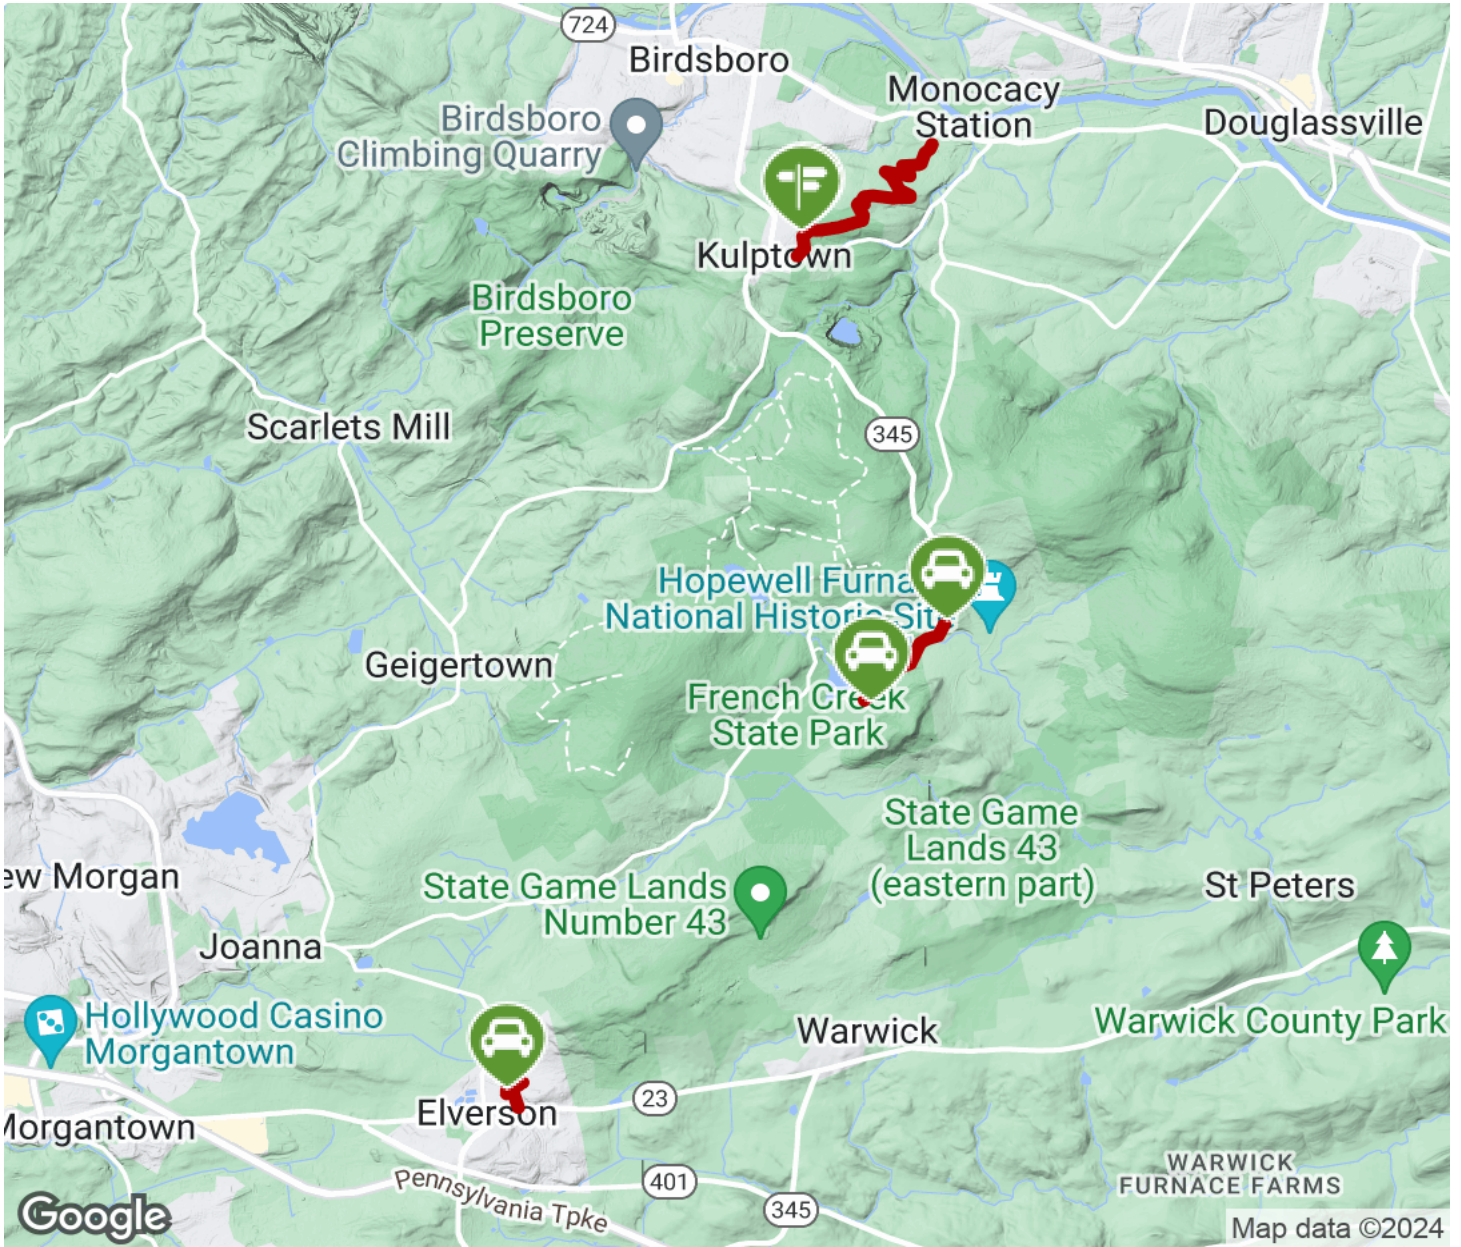 724
Birdsboro
Monocacy
Station
Douglassville
Birdsboro
Climbing Quarry
Kulptown
Birdsboro
Preserve
Scarlets Mill
345
Hopewell Furna
National Historic Sit
Geigertown
French Creek
State Park
State Game
Lands 43
(eastern part)
ew Morgan
State Game Lands
Number 43
St Peters
Joanna
Hollywood Casino
Morgantown
Warwick
Warwick County Park
23
Elverson
Morgantown
401
Pennsylvania Tpke
345
WARWICK
FURNACE FARMS
Google
Map data ©2024